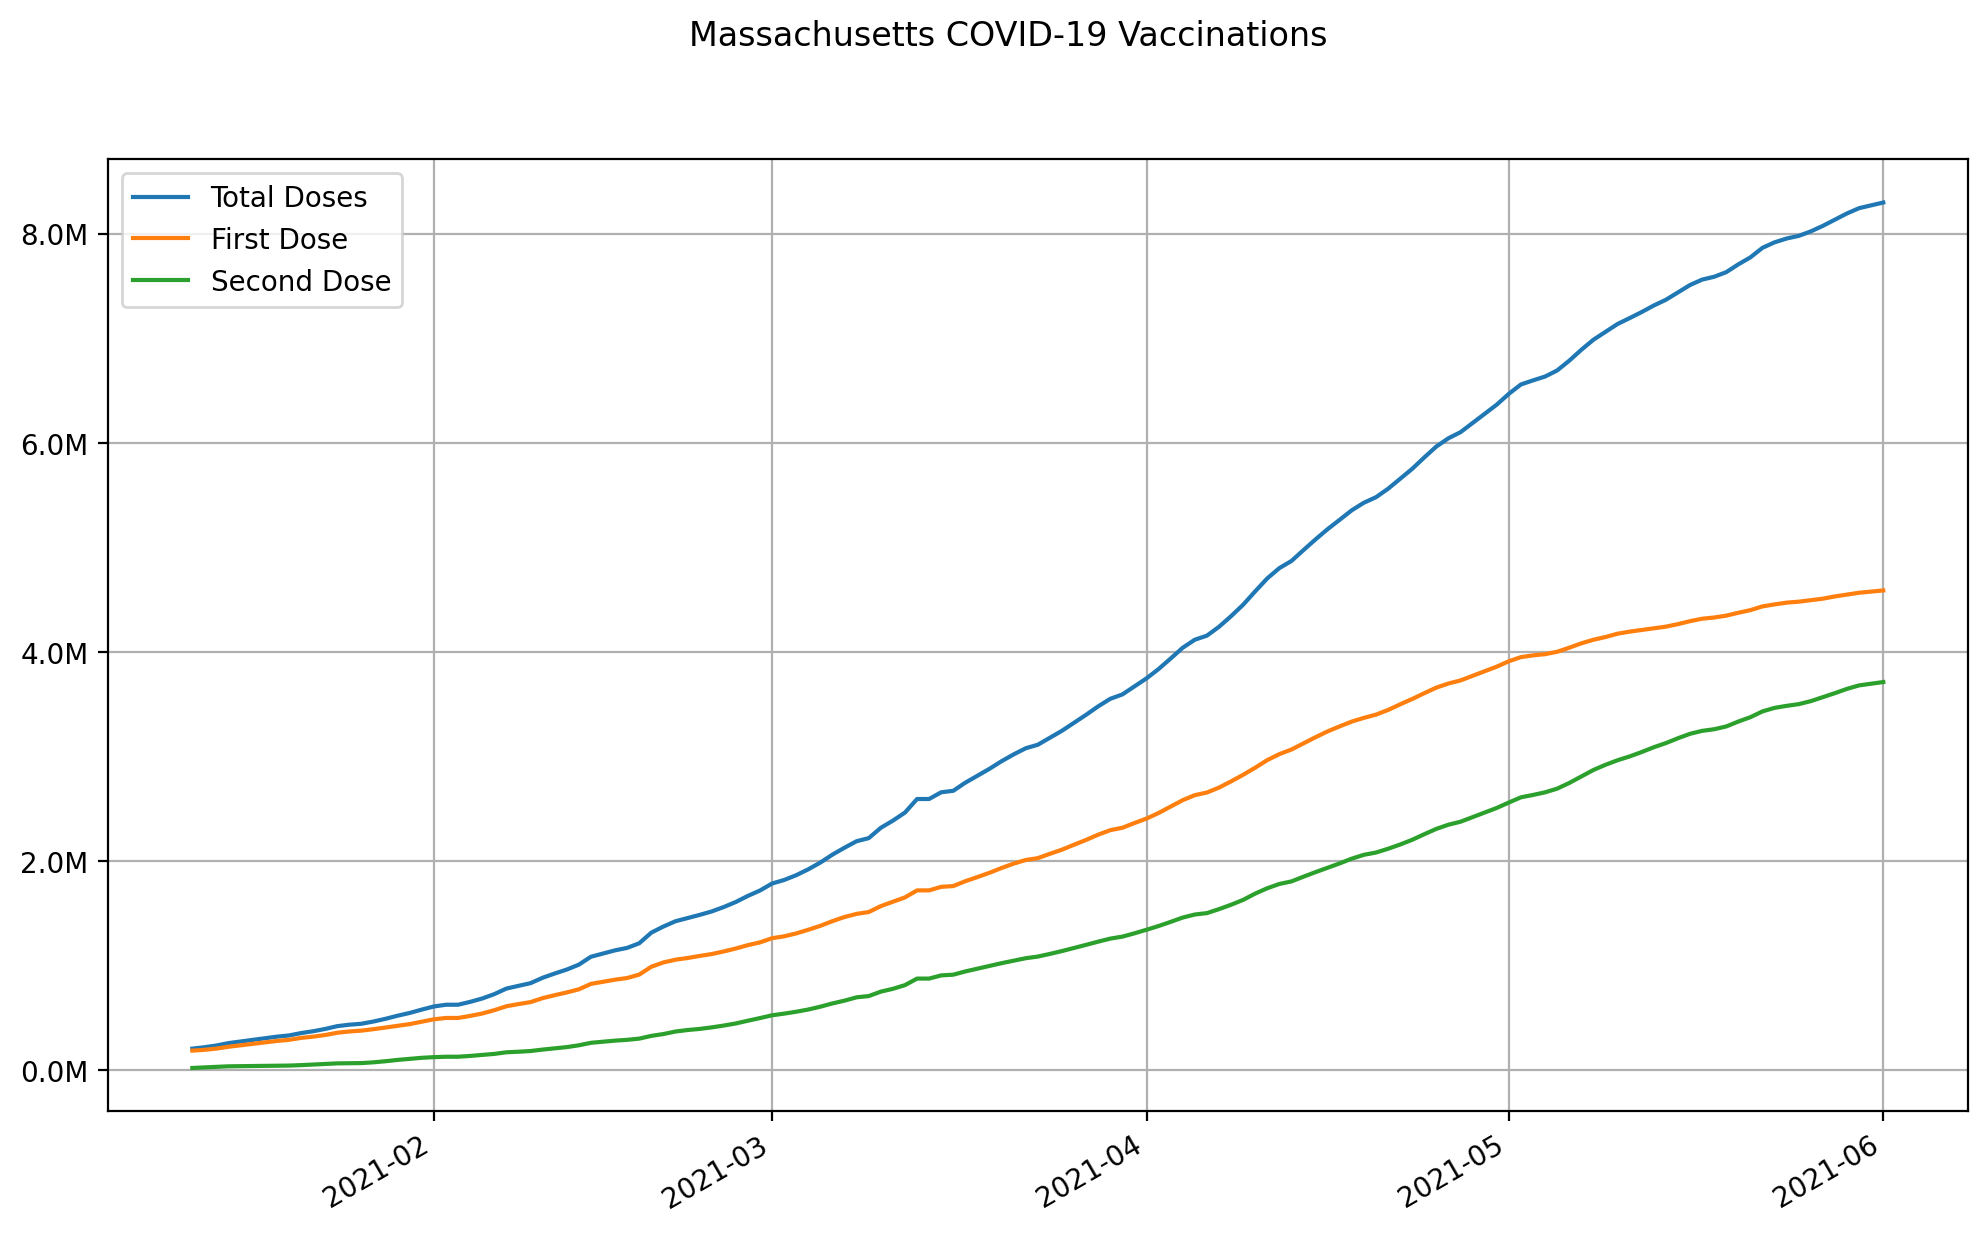 Massachusetts COVID-19 Vaccinations
Total Doses
First Dose
Second Dose
8.0M
6.0M
4.0M
2.0M
0.0M
2021-02
2021-03
2021-04
2021-05
2021-06